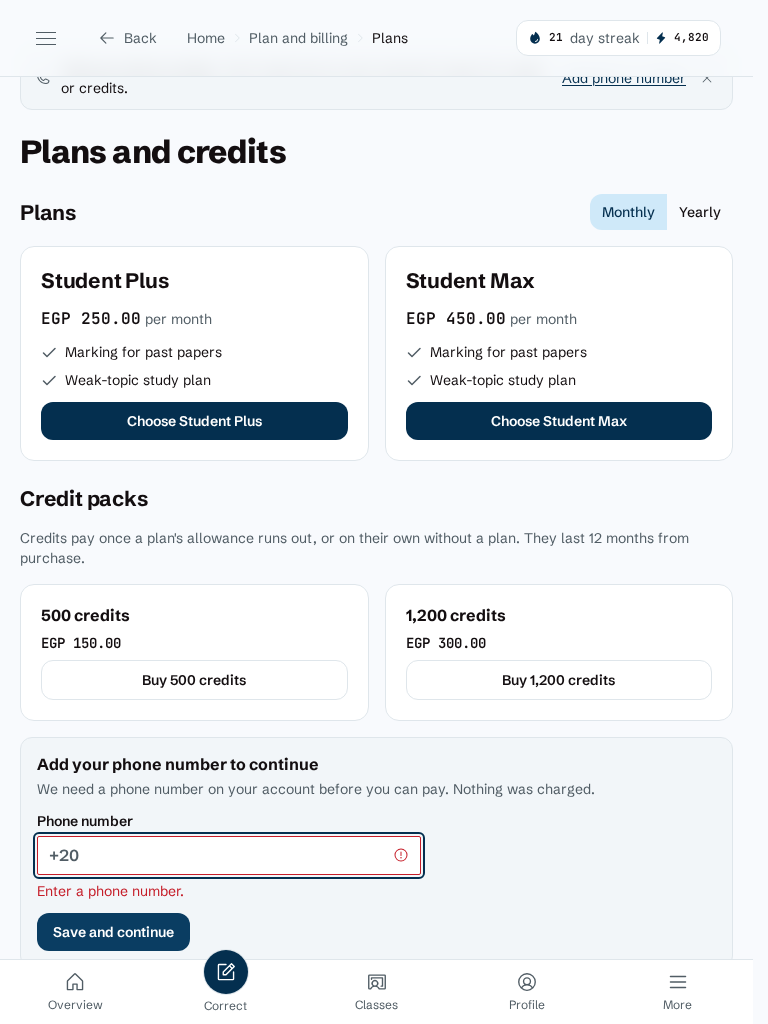 Back Home Plan and billing Plans 21 day streak 4,820
or credits. Add phone number
Plans and credits
Plans Monthly Yearly
Student Plus
EGP 250.00 per month
Marking for past papers
Weak-topic study plan
Choose Student Plus
Student Max
EGP 450.00 per month
Marking for past papers
Weak-topic study plan
Choose Student Max
Credit packs
Credits pay once a plan's allowance runs out, or on their own without a plan. They last 12 months from
purchase.
500 credits
EGP 150.00
Buy 500 credits
1,200 credits
EGP 300.00
Buy 1,200 credits
Add your phone number to continue
We need a phone number on your account before you can pay. Nothing was charged.
Phone number
+20
Enter a phone number.
Save and continue
Overview Correct Classes Profile More